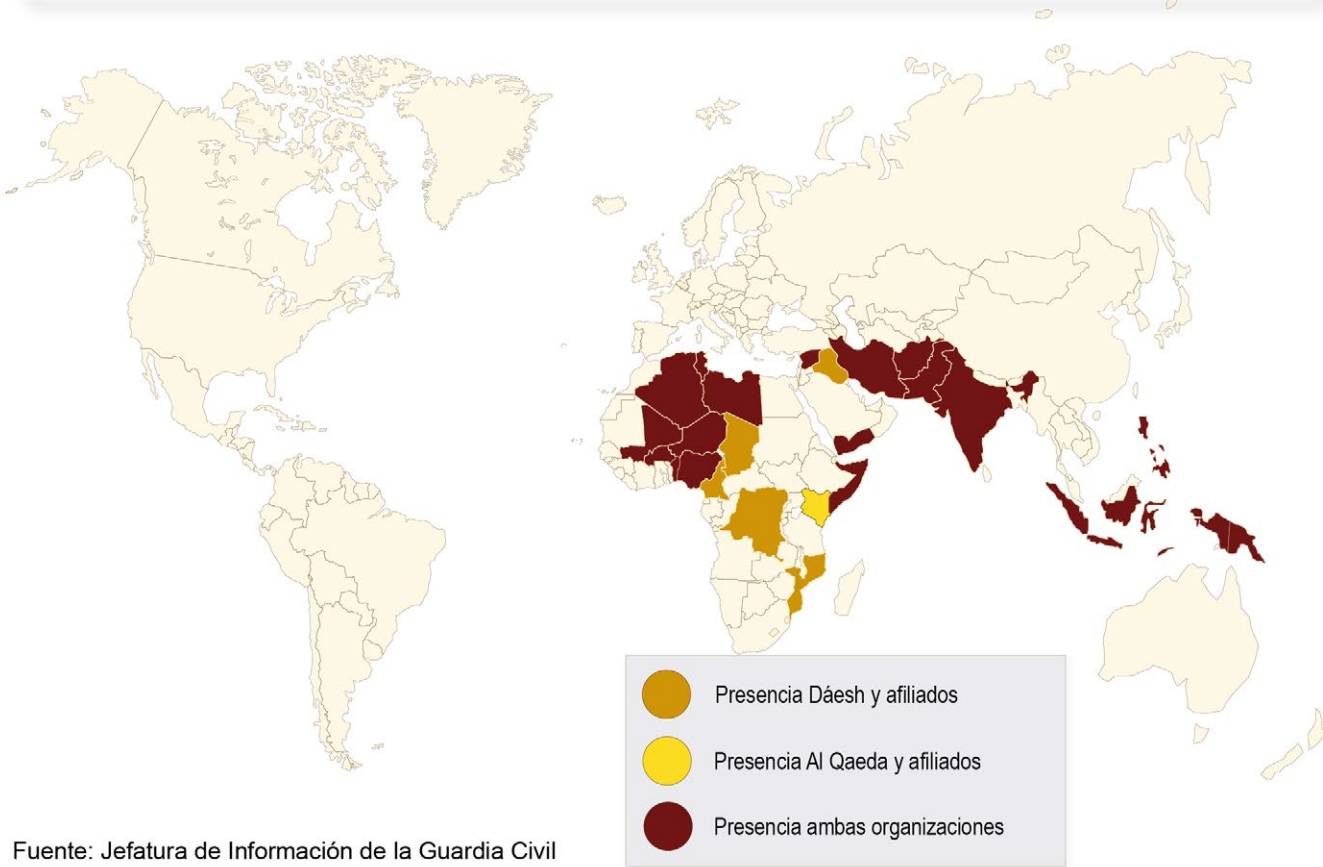 Presencia Dáesh y afiliados
Presencia Al Qaeda y afiliados
Presencia ambas organizaciones
Fuente: Jefatura de Información de la Guardia Civil